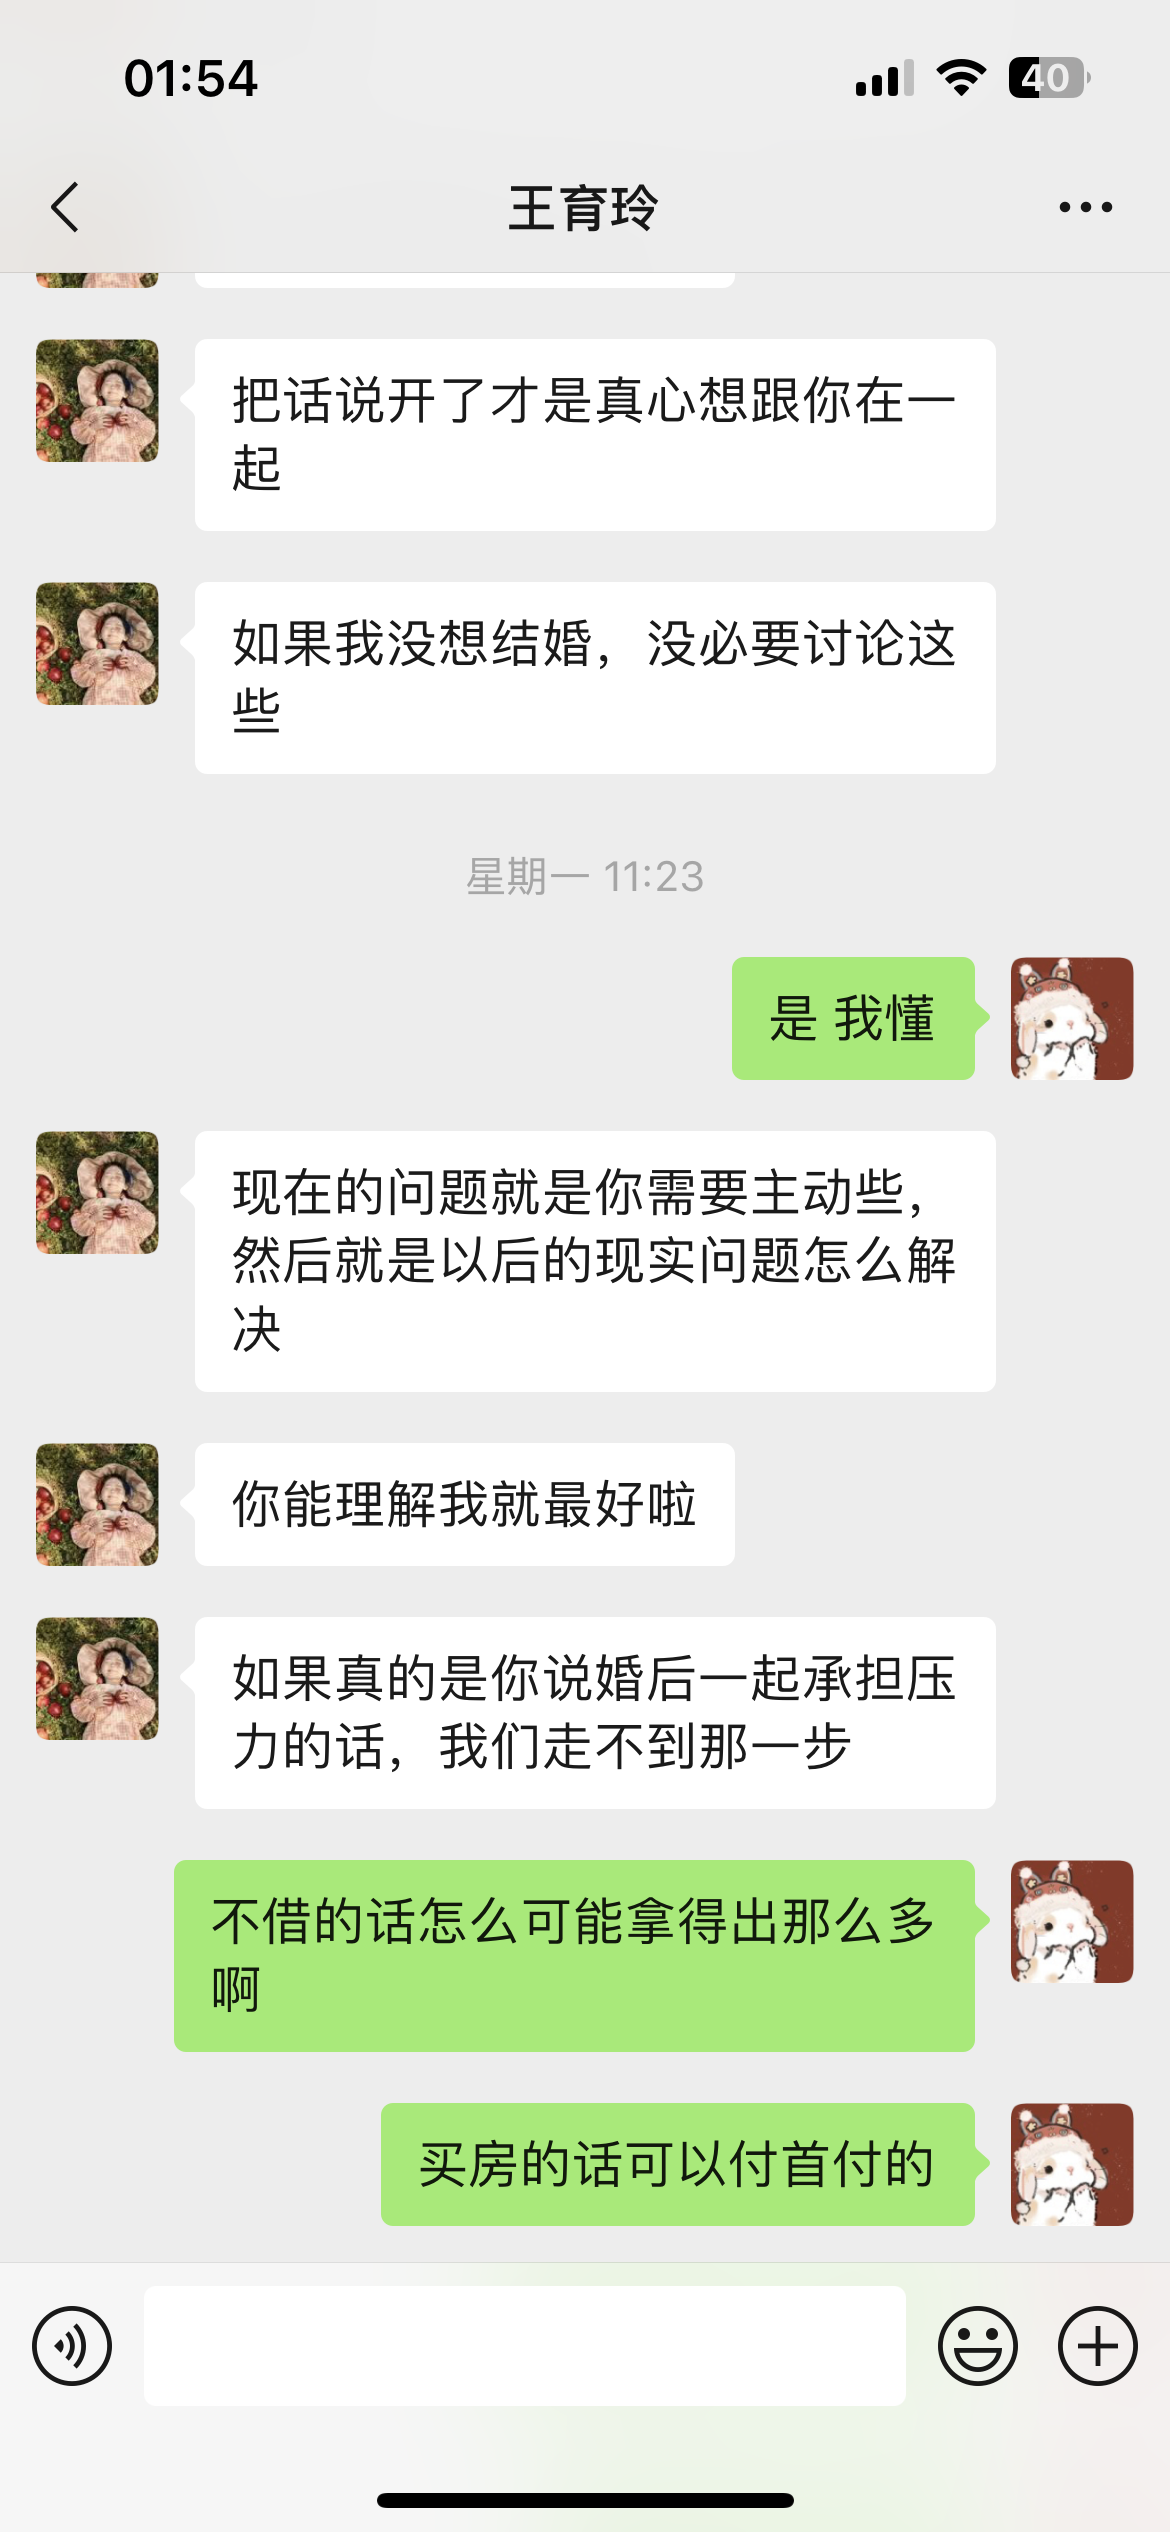 01:54
40
王育玲
把话说开了才是真心想跟你在一
起
如果我没想结婚，没必要讨论这
些
星期一 11:23
是 我懂
现在的问题就是你需要主动些，
然后就是以后的现实问题怎么解
决
你能理解我就最好啦
如果真的是你说婚后一起承担压
力的话，我们走不到那一步
不借的话怎么可能拿得出那么多
啊
买房的话可以付首付的